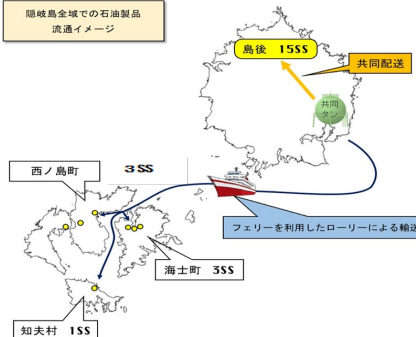 隠岐島全域での石油製品
流通イメージ
島後 15SS
共同配送
共同
タン
西ノ島町
3SS
フェリーを利用したローリーによる輸送
海士町 3SS
知夫村 1SS